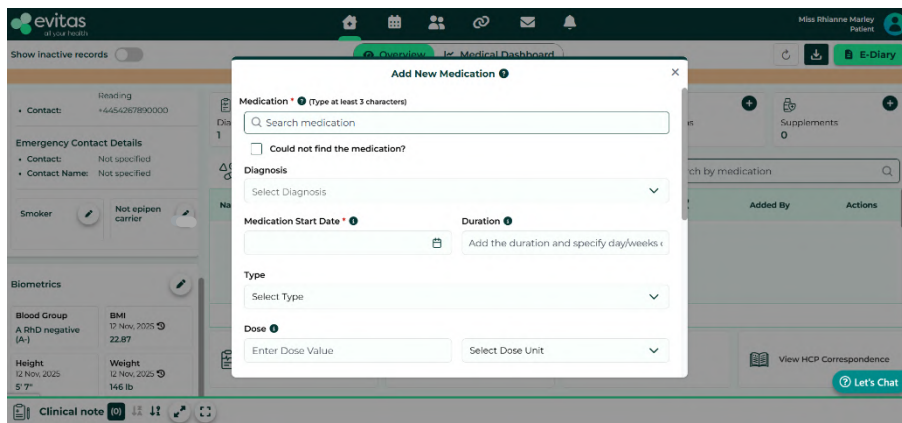 evitas
all your health
Miss Rhianne Marley
Patient
Show inactive records
Overview
Medical Dashboard
E-Diary
Add New Medication
Reading
Contact: +4454267890000
Emergency Contact Details
Contact: Not specified
Contact Name: Not specified
Smoker
Not epipen
carrier
Biometrics
Blood Group
A RhD negative
(A-)
BMI
12 Nov, 2025
22.87
Height
12 Nov, 2025
5' 7"
Weight
12 Nov, 2025
146 lb
Dia
1
Na
Medication * (Type at least 3 characters)
Search medication
Could not find the medication?
Diagnosis
Select Diagnosis
Medication Start Date *
Duration
Add the duration and specify day/weeks
Type
Select Type
Dose
Enter Dose Value
Select Dose Unit
Supplements
0
ch by medication
Added By
Actions
View HCP Correspondence
Let's Chat
Clinical note (0)